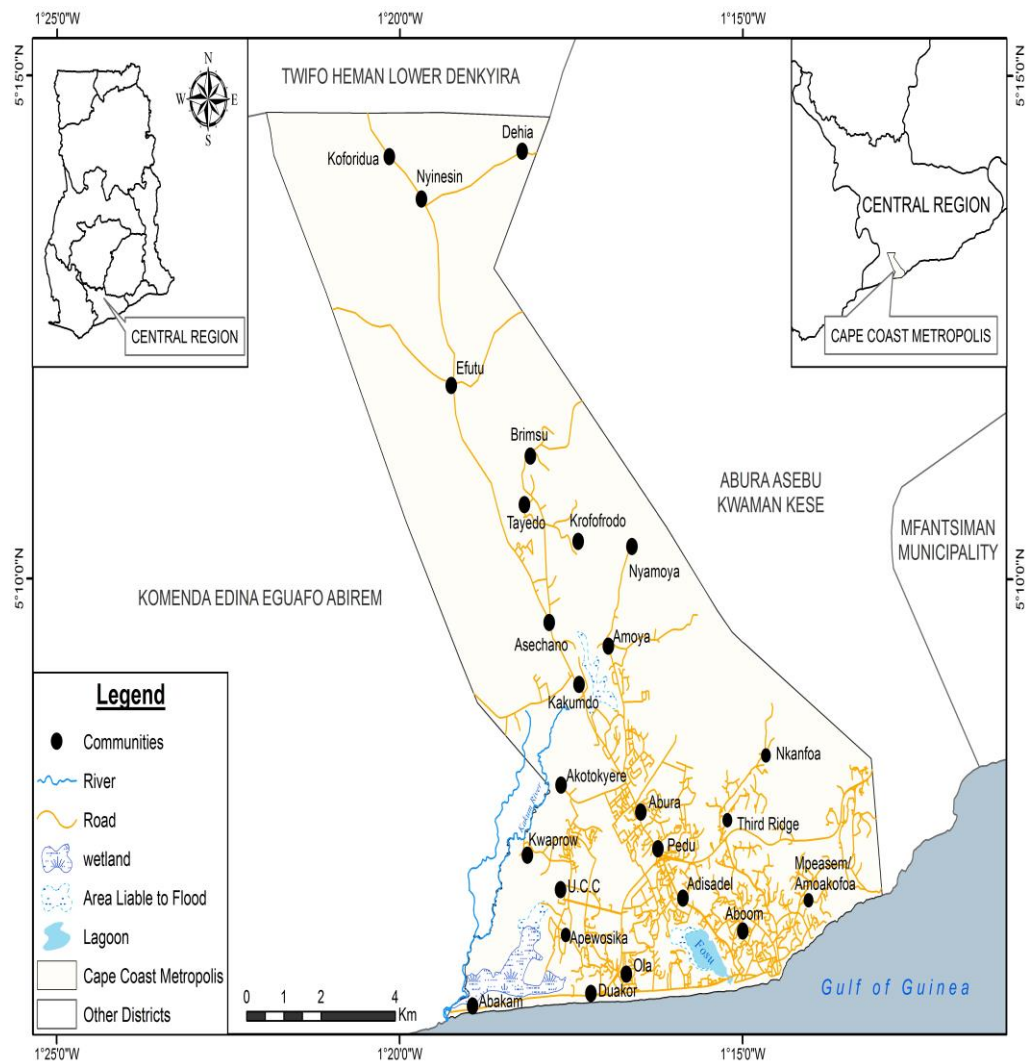 1°25'0"W
1°20'0"W
1°15'0"W
5°15'0"N
5°15'0"N
N
W
E
S
TWIFO HEMAN LOWER DENKYIRA
Dehia
Koforidua
Nyinesin
CENTRAL REGION
CENTRAL REGION
CAPE COAST METROPOLIS
Efutu
Brimsu
ABURA ASEBU
KWAMAN KESE
Tayedo
Krofofrodo
MFANTSIMAN
MUNICIPALITY
Nyamoya
5°10'0"N
5°10'0"N
KOMENDA EDINA EGUAFO ABIREM
Asechano
Amoya
Kakumdo
Nkanfoa
Akotokyere
Kakum River
Abura
Third Ridge
Kwaprow
Pedu
Mpeasem/
Amoakofoa
U.C.C
Adisadel
Aboom
Apewosika
Fosu
Ola
Duakor
Abakam
Gulf of Guinea
Legend
Communities
River
Road
wetland
Area Liable to Flood
Lagoon
Cape Coast Metropolis
Other Districts
0 1 2 4
Km
1°25'0"W
1°20'0"W
1°15'0"W